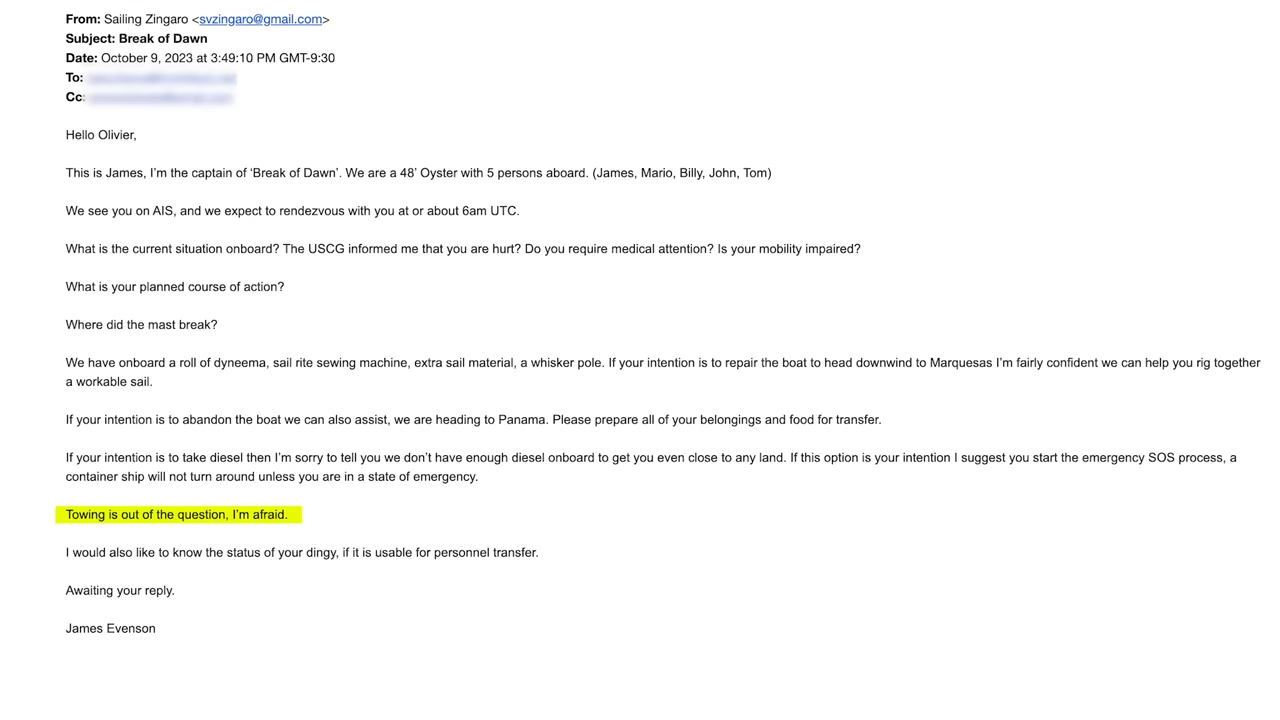 From: Sailing Zingaro <svzingaro@gmail.com>
Subject: Break of Dawn
Date: October 9, 2023 at 3:49:10 PM GMT-9:30
To:
Cc:
Hello Olivier,
This is James, I'm the captain of 'Break of Dawn'. We are a 48' Oyster with 5 persons aboard. (James, Mario, Billy, John, Tom)
We see you on AIS, and we expect to rendezvous with you at or about 6am UTC.
What is the current situation onboard? The USCG informed me that you are hurt? Do you require medical attention? Is your mobility impaired?
What is your planned course of action?
Where did the mast break?
We have onboard a roll of dyneema, sail rite sewing machine, extra sail material, a whisker pole. If your intention is to repair the boat to head downwind to Marquesas I'm fairly confident we can help you rig together
a workable sail.
If your intention is to abandon the boat we can also assist, we are heading to Panama. Please prepare all of your belongings and food for transfer.
If your intention is to take diesel then I'm sorry to tell you we don't have enough diesel onboard to get you even close to any land. If this option is your intention I suggest you start the emergency SOS process, a
container ship will not turn around unless you are in a state of emergency.
Towing is out of the question, I'm afraid.
I would also like to know the status of your dingy, if it is usable for personnel transfer.
Awaiting your reply.
James Evenson